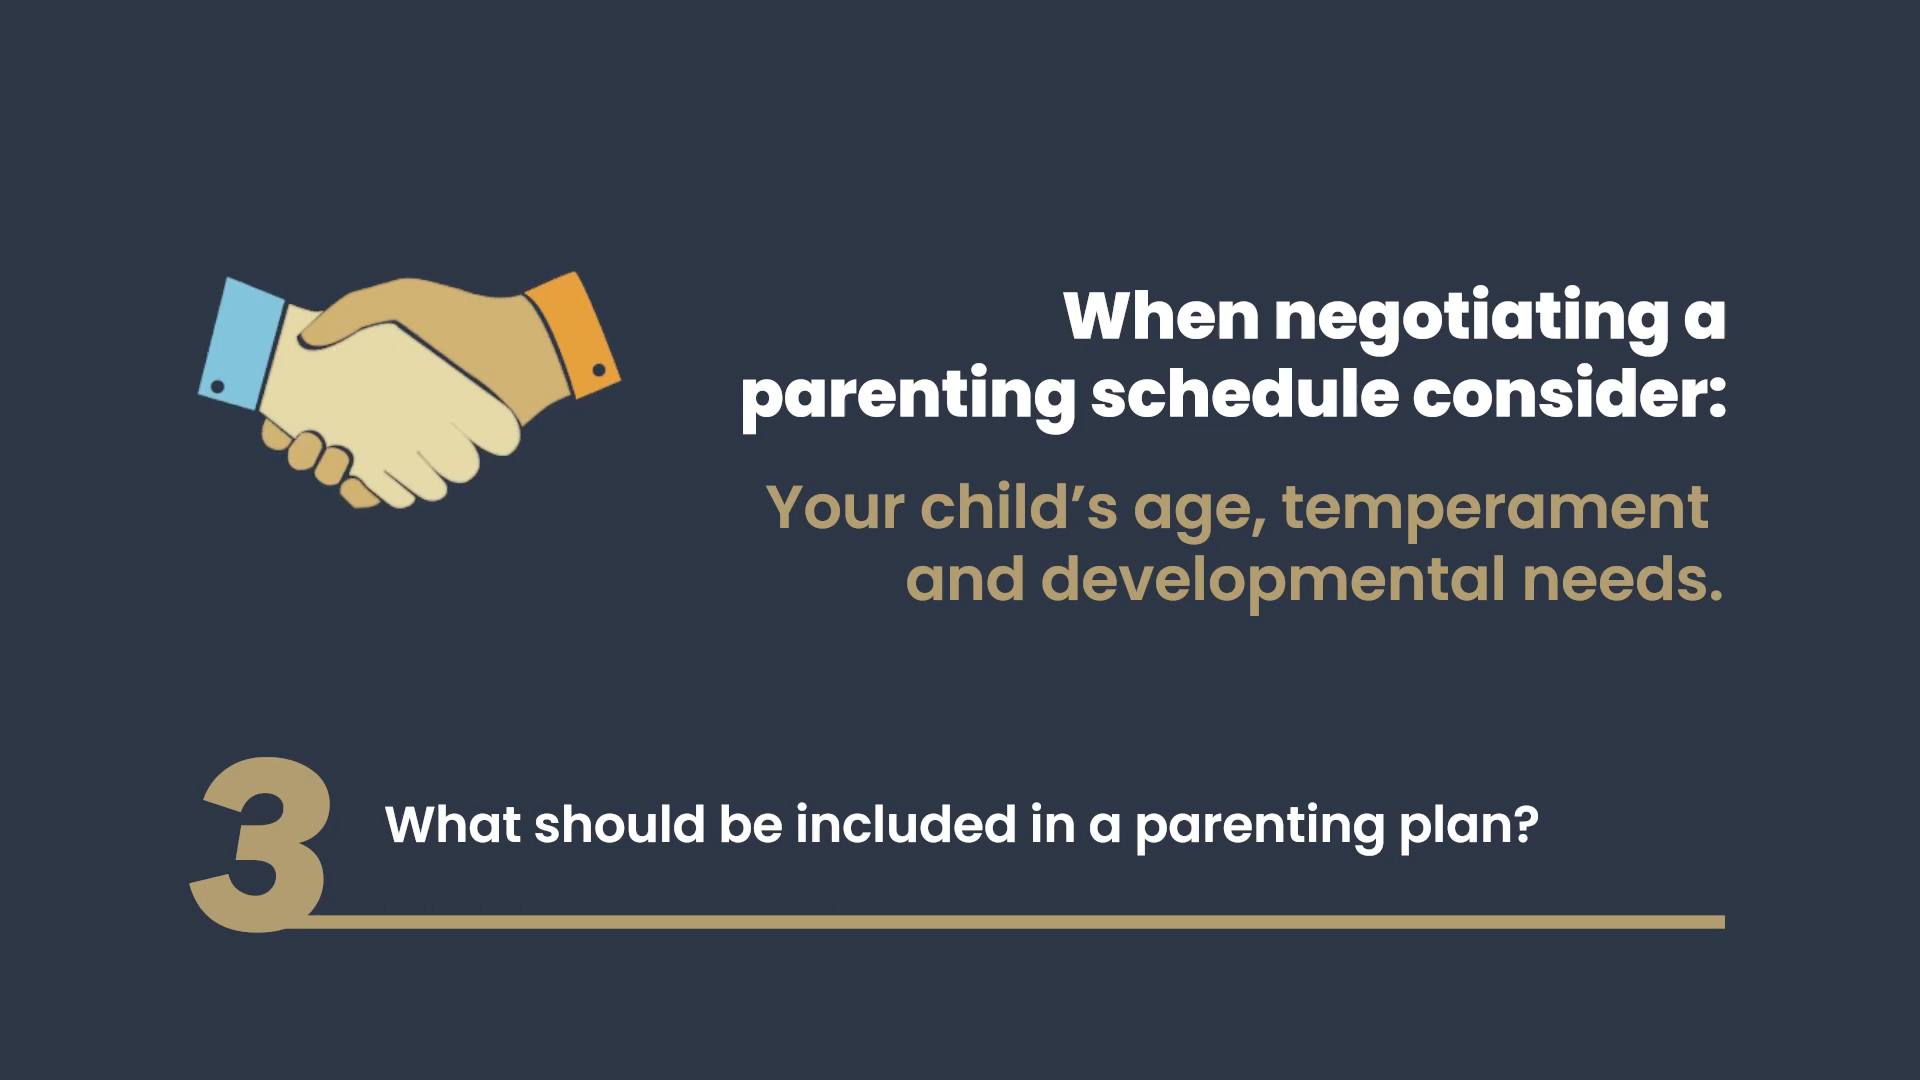 When negotiating a
parenting schedule consider:
Your child’s age, temperament
and developmental needs.
3
What should be included in a parenting plan?